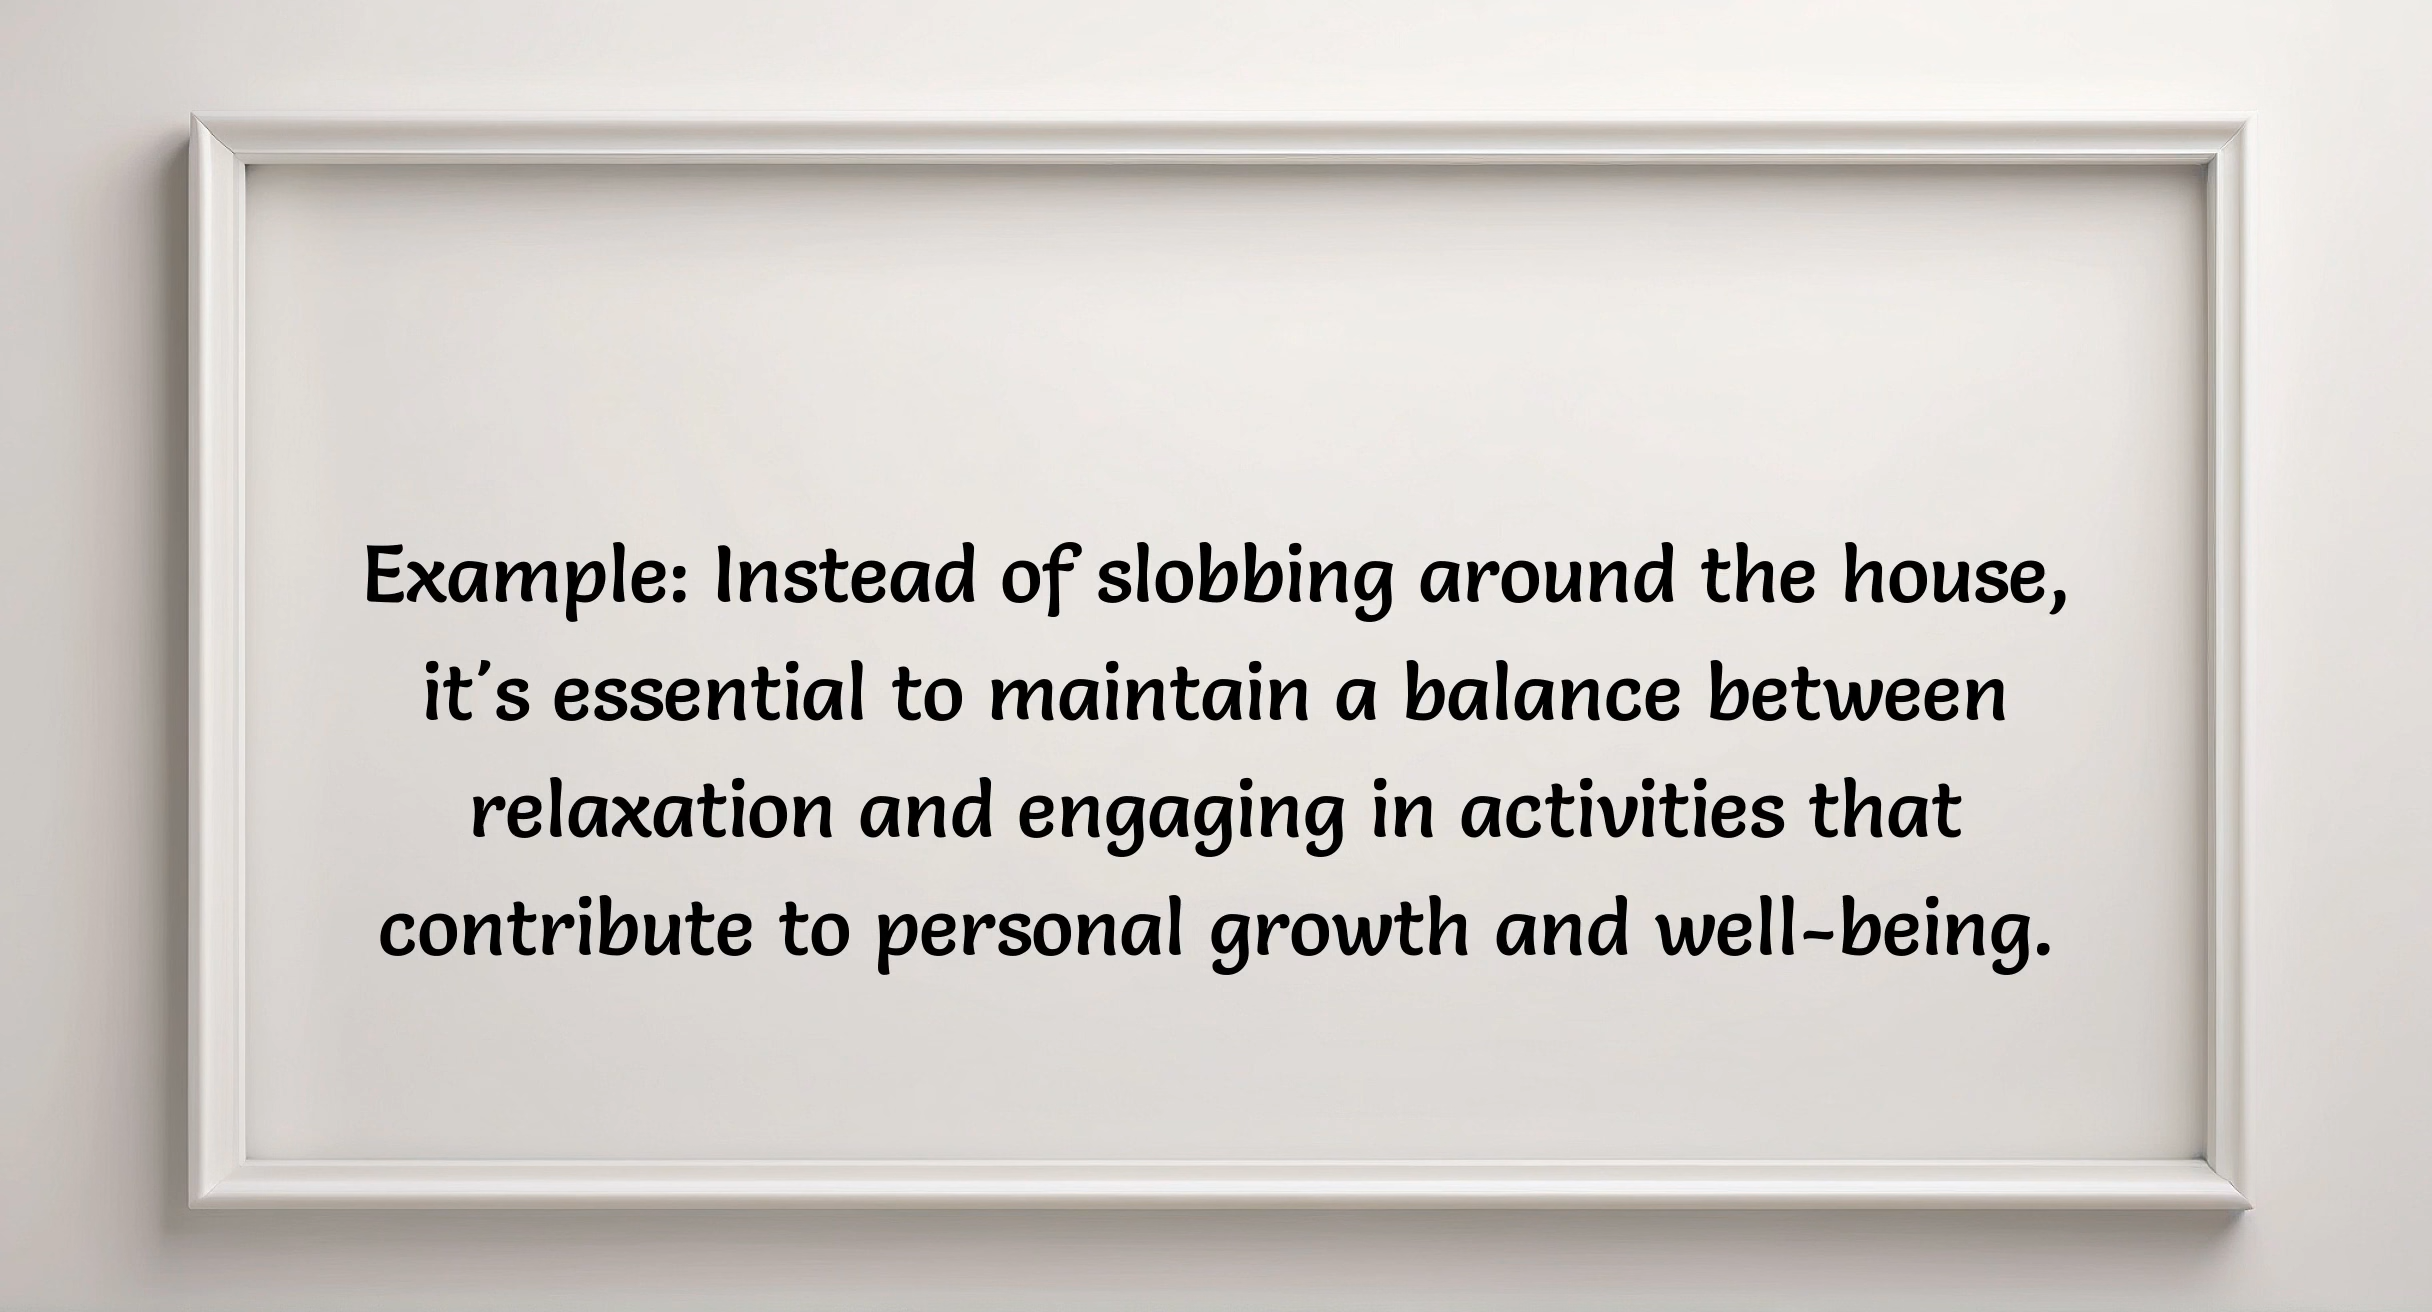 Example: Instead of slobbing around the house,
it's essential to maintain a balance between
relaxation and engaging in activities that
contribute to personal growth and well-being.